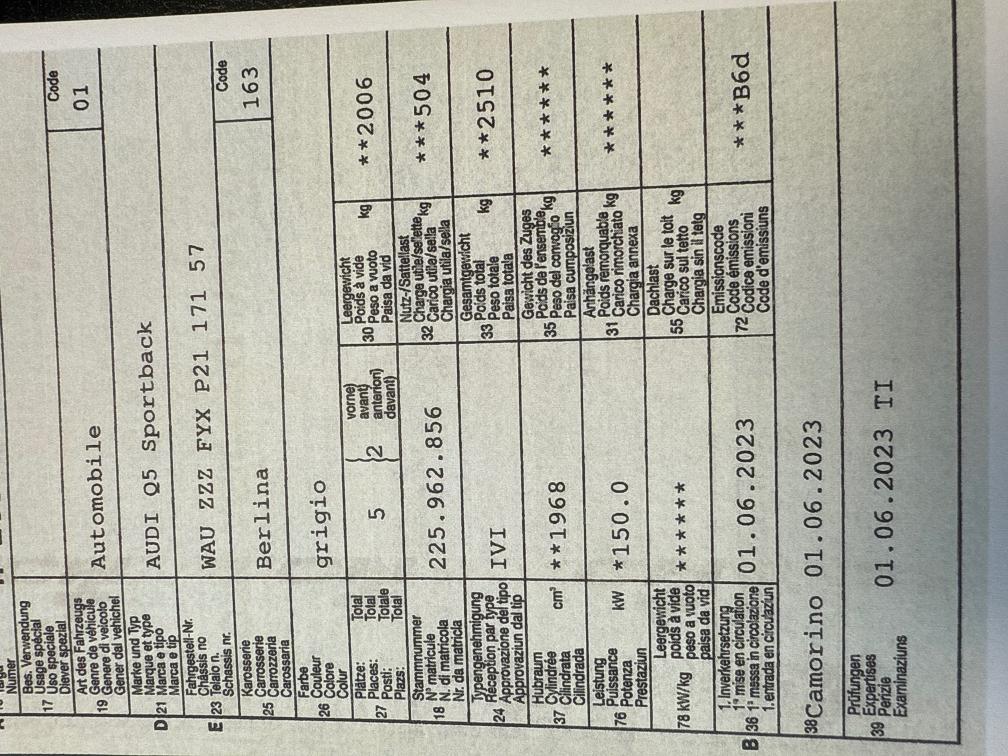 Bes. Verwendung
Usage spécial
17 Uso speciale
Diever spezial
Code
01
Art des Fahrzeugs
Genre de véhicule
19 Genere di veicolo
Gener dal vehichel
Automobile
Marke und Typ
Marque et type
D 21 Marca e tipo
Marca e tip
AUDI Q5 Sportback
Fahrgestell-Nr.
Châssis no
E 23 Telaio n.
Schassis nr.
WAU ZZZ FYX P21 171 57
Code
163
Karosserie
Carrosserie
25 Carrozzeria
Carossaria
Berlina
Farbe
Couleur
26 Colore
Colur
grigio
Plätze: Total
Places: Total
27 Posti: Totale
Plazs: Total
5
2
vorne)
avant)
anteriori)
davant)
Leergewicht
30 Poids à vide kg
Peso a vuoto
Paisa da vid
**2006
Stammnummer
N° matricule
18 N. di matricola
Nr. da matricla
225.962.856
Nutz-/Sattellast
Charge utile/sellette
32 Carico utile/sella kg
Chargia utila/sella
***504
Typengenehmigung
Réception par type
24 Approvazione del tipo
Approvaziun dal tip
IVI
Gesamtgewicht
Poids total
33 Peso totale kg
Paisa totala
**2510
Hubraum
Cylindrée cm³
37 Cilindrata
Cilindrada
**1968
Gewicht des Zuges
Poids de l'ensemble
35 Peso del convoglio kg
Paisa cumposiziun
******
Leistung
Puissance kW
76 Potenza
Prestaziun
*150.0
Anhängelast
31 Poids remorquable kg
Carico rimorchiato
Chargia annexa
******
Leergewicht
poids à vide
78 kW/kg peso a vuoto
paisa da vid
******
Dachlast
55 Charge sur le toit kg
Carico sul tetto
Chargia sin il tetg
1. Inverkehrsetzung
1ᵉ mise en circulation
B 36 1ᵃ messa in circolazione
1. entrada en circulaziun
01.06.2023
Emissionscode
72 Code émissions
Codice emissioni
Code d'emissiuns
***B6d
38 Camorino 01.06.2023
Prüfungen
Expertises
39 Perizie
Examinaziuns
01.06.2023 TI